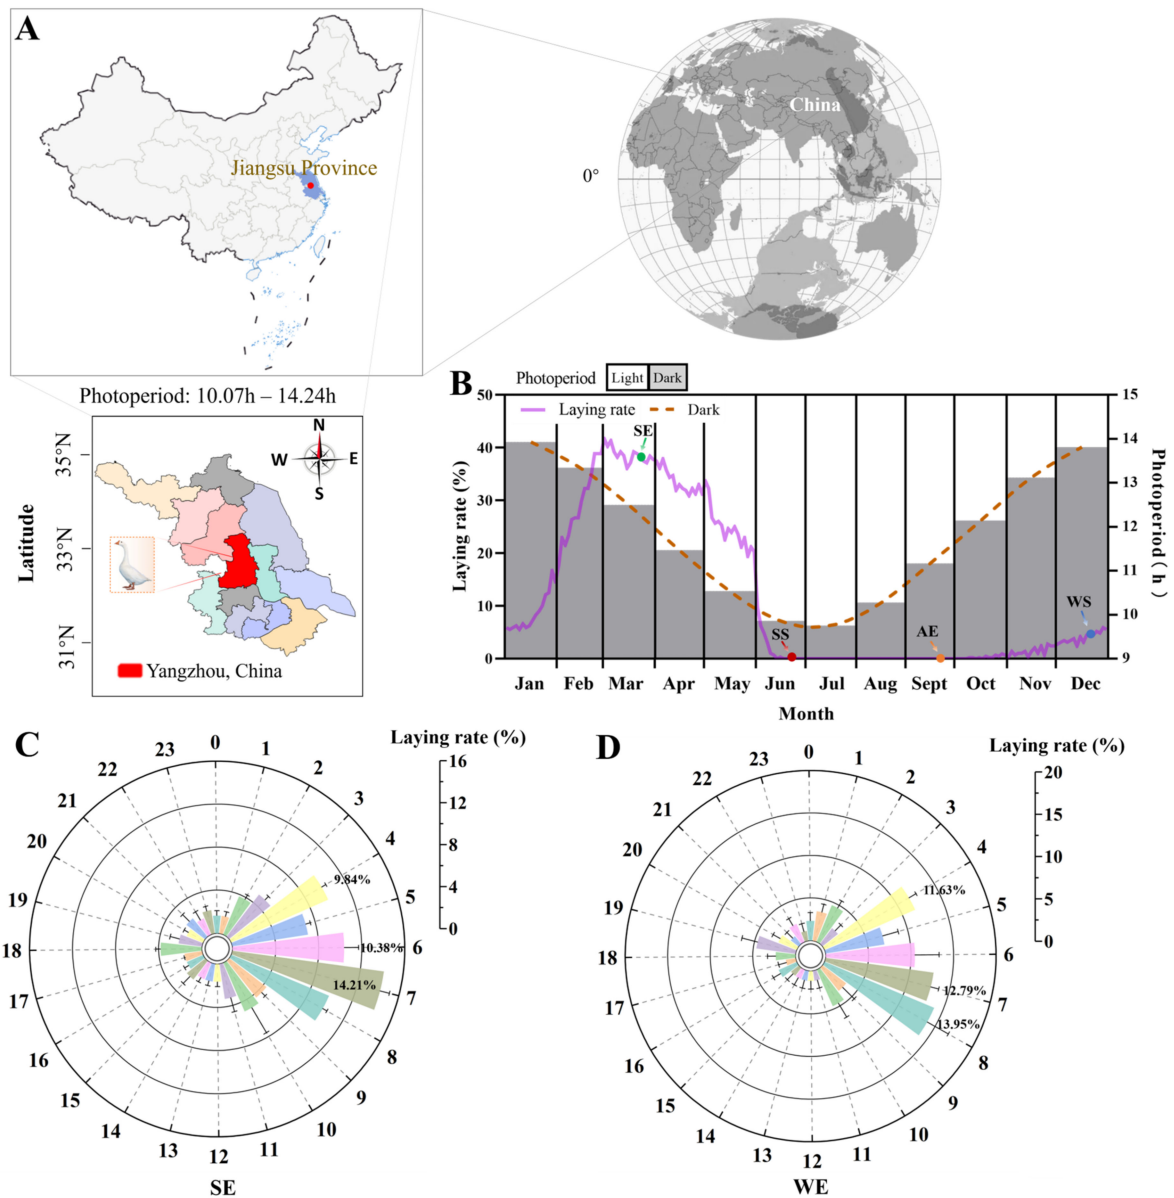 A
Jiangsu Province
China
0°
Photoperiod: 10.07h – 14.24h
N
W
E
S
Latitude
35°N
33°N
31°N
Yangzhou, China
B
Photoperiod
Light
Dark
Laying rate
Dark
Laying rate (%)
50
40
30
20
10
0
SE
SS
AE
WS
15
14
13
12
11
10
9
Photoperiod ( h )
Jan Feb Mar Apr May Jun Jul Aug Sept Oct Nov Dec
Month
C
Laying rate (%)
16
12
8
4
0
0
1
2
3
4
5
6
7
8
9
10
11
12
13
14
15
16
17
18
19
20
21
22
23
9.84%
10.38%
14.21%
SE
D
Laying rate (%)
20
15
10
5
0
0
1
2
3
4
5
6
7
8
9
10
11
12
13
14
15
16
17
18
19
20
21
22
23
11.63%
12.79%
13.95%
WE